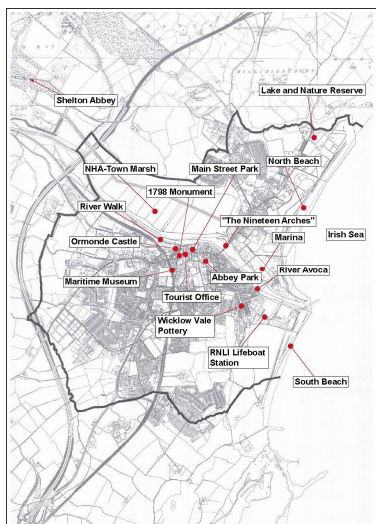 Lake and Nature Reserve
Shelton Abbey
North Beach
NHA-Town Marsh
Main Street Park
1798 Monument
River Walk
"The Nineteen Arches"
Irish Sea
Ormonde Castle
Marina
Maritime Museum
Abbey Park
River Avoca
Tourist Office
Wicklow Vale
Pottery
RNLI Lifeboat
Station
South Beach